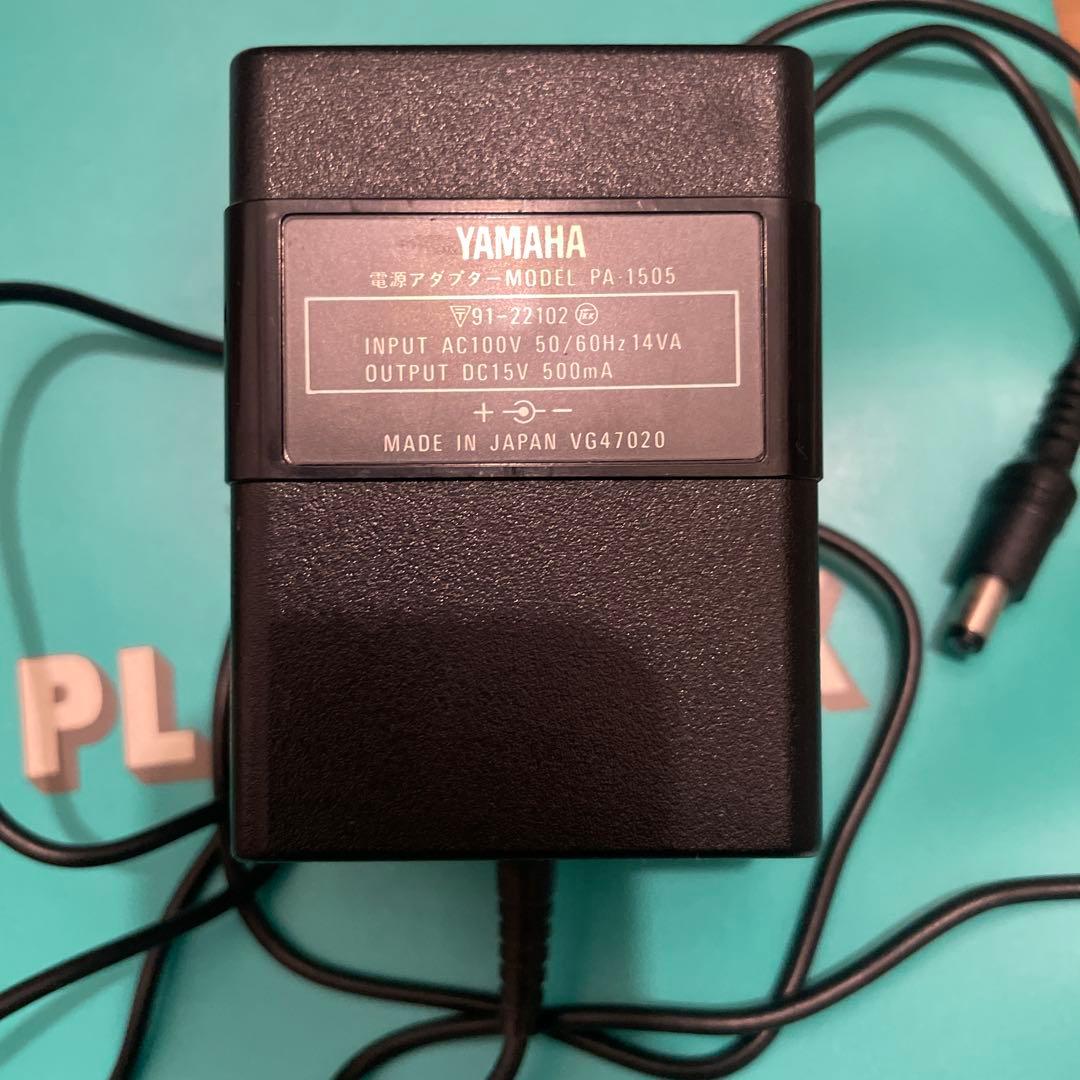 YAMAHA
電源アダプターMODEL PA-1505
〒91-22102 JET
INPUT AC100V 50/60Hz 14VA
OUTPUT DC15V 500mA
+ -
MADE IN JAPAN VG47020
PL